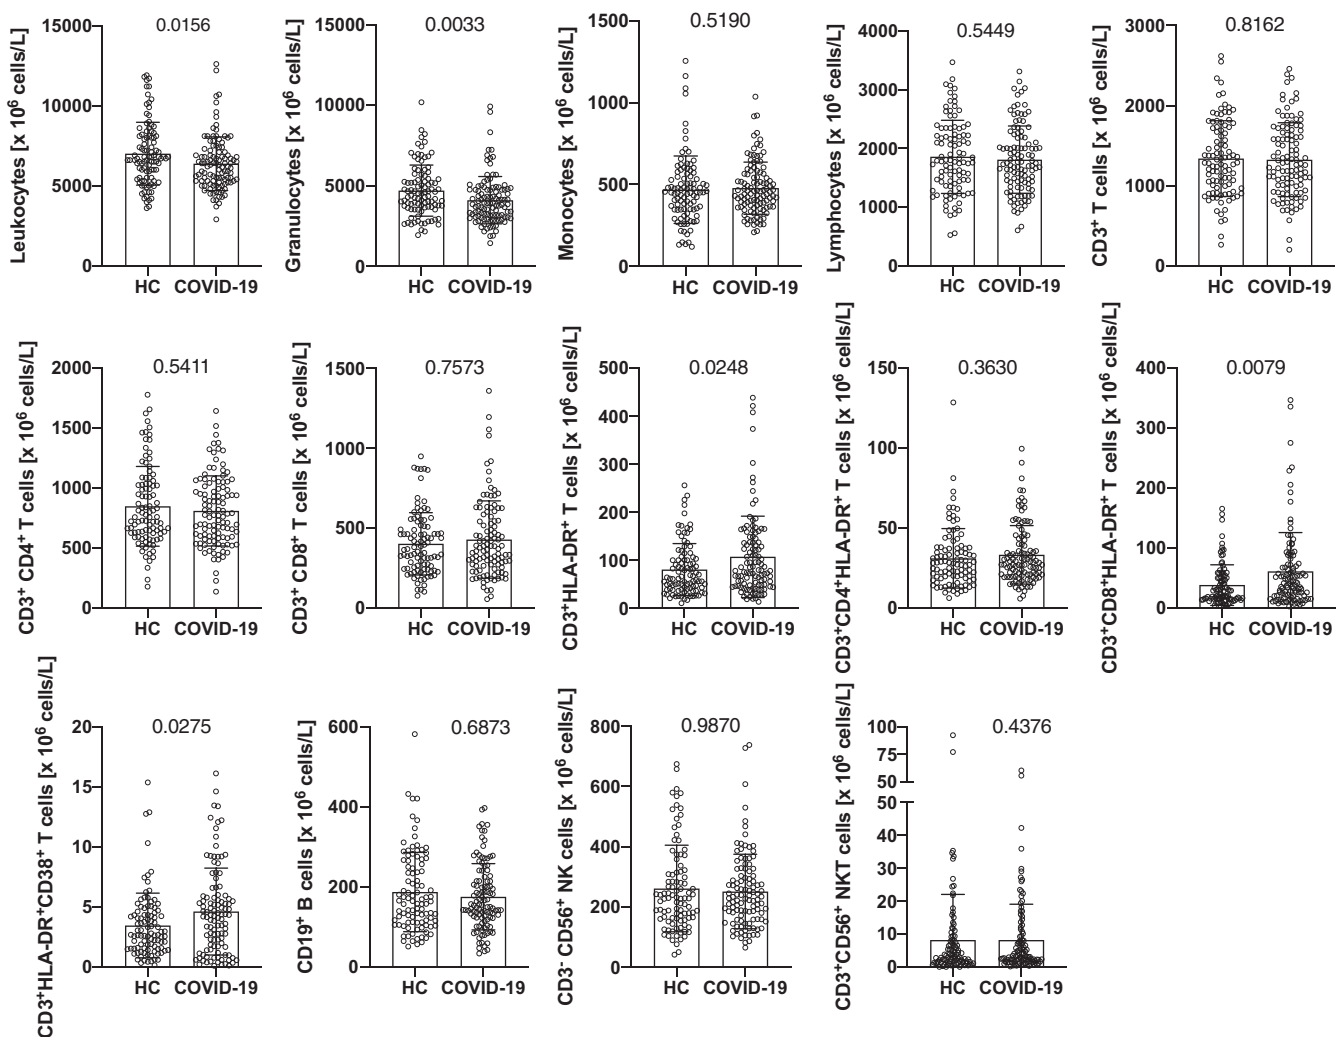 Leukocytes [x 10⁶ cells/L]
15000
10000
5000
0
0.0156
HC COVID-19
Granulocytes [x 10⁶ cells/L]
15000
10000
5000
0
0.0033
HC COVID-19
Monocytes [x 10⁶ cells/L]
1500
1000
500
0
0.5190
HC COVID-19
Lymphocytes [x 10⁶ cells/L]
4000
3000
2000
1000
0
0.5449
HC COVID-19
CD3⁺ T cells [x 10⁶ cells/L]
3000
2000
1000
0
0.8162
HC COVID-19
CD3⁺ CD4⁺ T cells [x 10⁶ cells/L]
2000
1500
1000
500
0
0.5411
HC COVID-19
CD3⁺ CD8⁺ T cells [x 10⁶ cells/L]
1500
1000
500
0
0.7573
HC COVID-19
CD3⁺HLA-DR⁺ T cells [x 10⁶ cells/L]
500
400
300
200
100
0
0.0248
HC COVID-19
CD3⁺CD4⁺HLA-DR⁺ T cells [x 10⁶ cells/L]
150
100
50
0
0.3630
HC COVID-19
CD3⁺CD8⁺HLA-DR⁺ T cells [x 10⁶ cells/L]
400
300
200
100
0
0.0079
HC COVID-19
CD3⁺HLA-DR⁺CD38⁺ T cells [x 10⁶ cells/L]
20
15
10
5
0
0.0275
HC COVID-19
CD19⁺ B cells [x 10⁶ cells/L]
600
400
200
0
0.6873
HC COVID-19
CD3⁻ CD56⁺ NK cells [x 10⁶ cells/L]
800
600
400
200
0
0.9870
HC COVID-19
CD3⁺CD56⁺ NKT cells [x 10⁶ cells/L]
100
75
50
50
40
30
20
10
0
0.4376
HC COVID-19